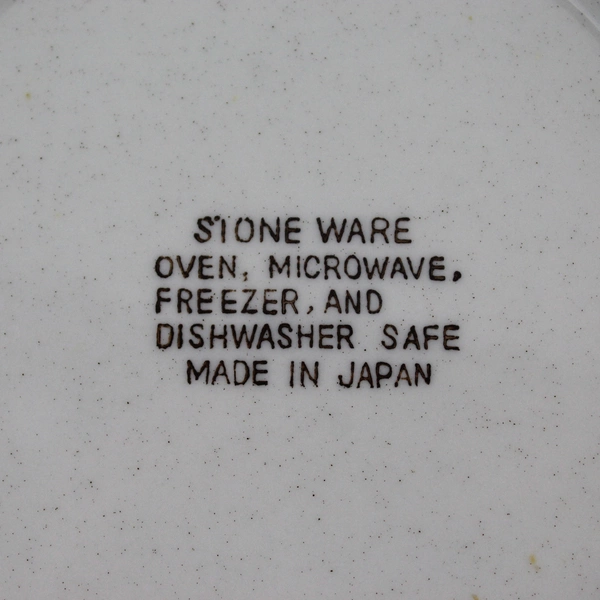 STONE WARE
OVEN, MICROWAVE,
FREEZER, AND
DISHWASHER SAFE
MADE IN JAPAN